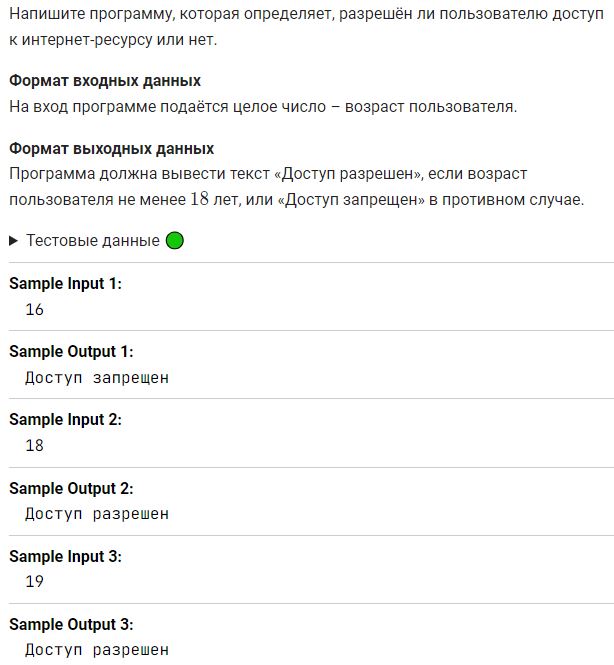 Напишите программу, которая определяет, разрешён ли пользователю доступ
к интернет-ресурсу или нет.
Формат входных данных
На вход программе подаётся целое число – возраст пользователя.
Формат выходных данных
Программа должна вывести текст «Доступ разрешен», если возраст
пользователя не менее 18 лет, или «Доступ запрещен» в противном случае.
Тестовые данные
Sample Input 1:
16
Sample Output 1:
Доступ запрещен
Sample Input 2:
18
Sample Output 2:
Доступ разрешен
Sample Input 3:
19
Sample Output 3:
Доступ разрешен